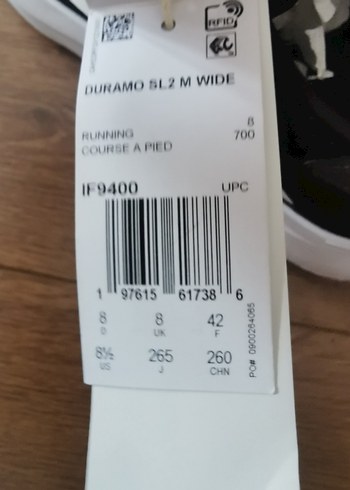 RFID
DURAMO SL2 M WIDE
8
RUNNING 700
COURSE A PIED
IF9400 UPC
1 97615 61738 6
8 8 42
D UK F
8½ 265 260
US J CHN
PO# 0900264065